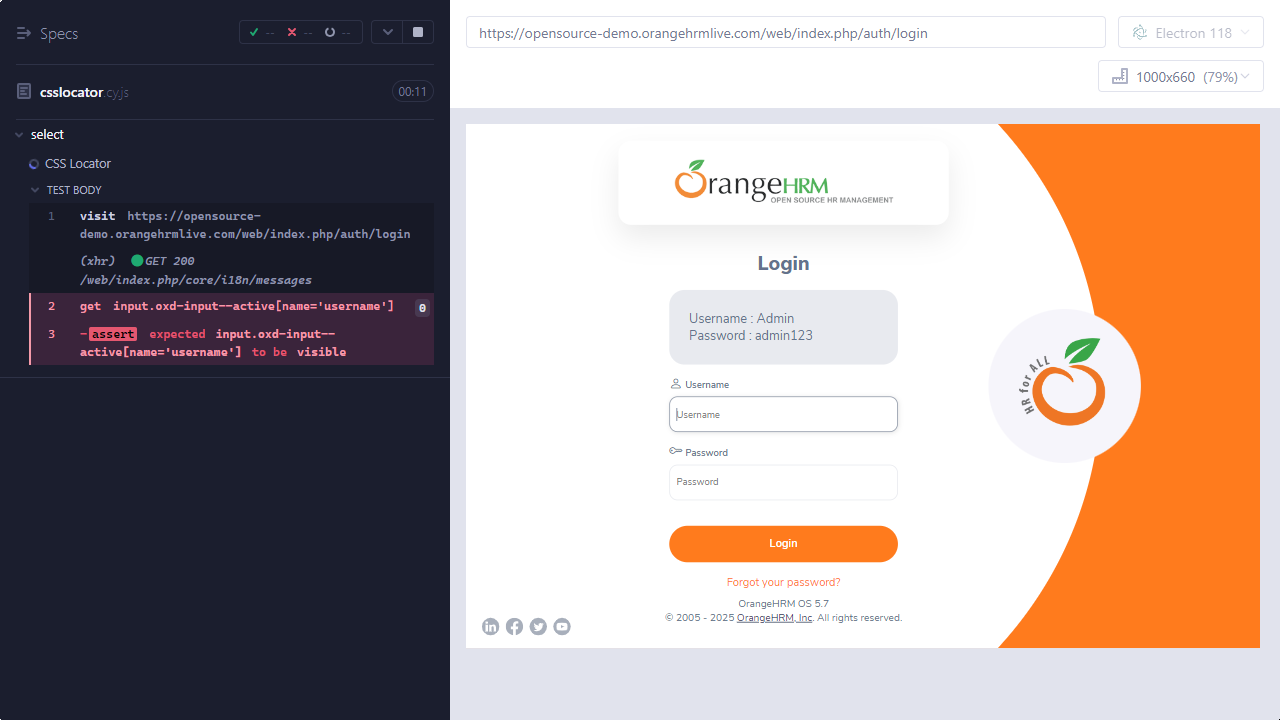 Specs
-- -- --
https://opensource-demo.orangehrmlive.com/web/index.php/auth/login
Electron 118
1000x660 (79%)
csslocator.cy.js
00:11
select
CSS Locator
TEST BODY
1 visit https://opensource-
demo.orangehrmlive.com/web/index.php/auth/login
(xhr) GET 200
/web/index.php/core/i18n/messages
2 get input.oxd-input--active[name='username'] 0
3 -assert expected input.oxd-input--
active[name='username'] to be visible
OrangeHRM
OPEN SOURCE HR MANAGEMENT
Login
Username : Admin
Password : admin123
Username
Username
Password
Password
Login
Forgot your password?
OrangeHRM OS 5.7
© 2005 - 2025 OrangeHRM, Inc. All rights reserved.
HR for ALL